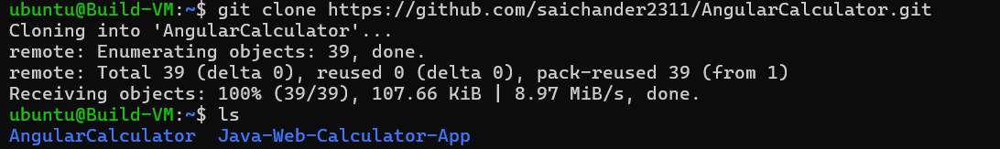 ubuntu@Build-VM:~$ git clone https://github.com/saichander2311/AngularCalculator.git
Cloning into 'AngularCalculator'...
remote: Enumerating objects: 39, done.
remote: Total 39 (delta 0), reused 0 (delta 0), pack-reused 39 (from 1)
Receiving objects: 100% (39/39), 107.66 KiB | 8.97 MiB/s, done.
ubuntu@Build-VM:~$ ls
AngularCalculator  Java-Web-Calculator-App